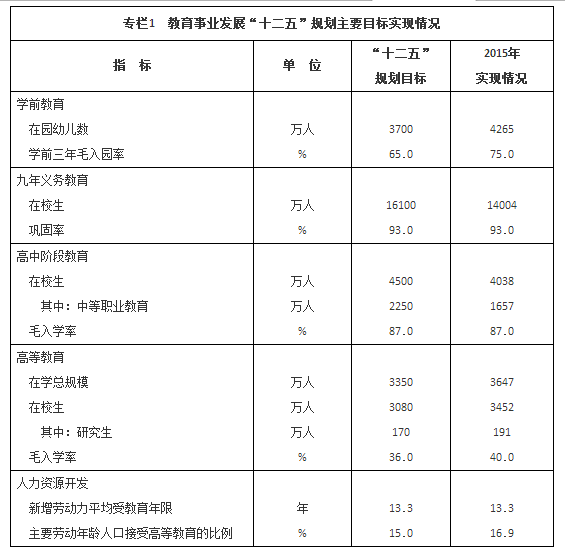 专栏1 教育事业发展“十二五”规划主要目标实现情况
指 标 单 位 “十二五”规划目标 2015年实现情况
学前教育
在园幼儿数 万人 3700 4265
学前三年毛入园率 % 65.0 75.0
九年义务教育
在校生 万人 16100 14004
巩固率 % 93.0 93.0
高中阶段教育
在校生 万人 4500 4038
其中：中等职业教育 万人 2250 1657
毛入学率 % 87.0 87.0
高等教育
在学总规模 万人 3350 3647
在校生 万人 3080 3452
其中：研究生 万人 170 191
毛入学率 % 36.0 40.0
人力资源开发
新增劳动力平均受教育年限 年 13.3 13.3
主要劳动年龄人口接受高等教育的比例 % 15.0 16.9